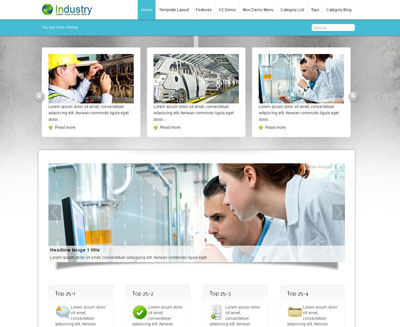 Industry
Home Template Layout Features K2 Demo Misc Demo Menu Category List Typo Category Blog
You are here: Home
Search...
Lorem ipsum dolor sit amet, consectetuer
adipiscing elit. Aenean commodo ligula eget
dolor...
Read more
Lorem ipsum dolor sit amet, consectetuer
adipiscing elit. Aenean commodo ligula eget
dolor...
Read more
Lorem ipsum dolor sit amet, consectetuer
adipiscing elit. Aenean commodo ligula eget
dolor...
Read more
Headline Image 1 title
Lorem ipsum dolor sit amet, consectetuer adipiscing elit. Aenean commodo ligula eget dolor.
Top 25-1
Lorem ipsum dolor
sit amet,
consectetuer
adipiscing elit. Aenean
Top 25-2
Lorem ipsum dolor
sit amet,
consectetuer
adipiscing elit. Aenean
Top 25-3
Lorem ipsum dolor
sit amet,
consectetuer
adipiscing elit. Aenean
Top 25-4
Lorem ipsum dolor
sit amet,
consectetuer
adipiscing elit. Aenean